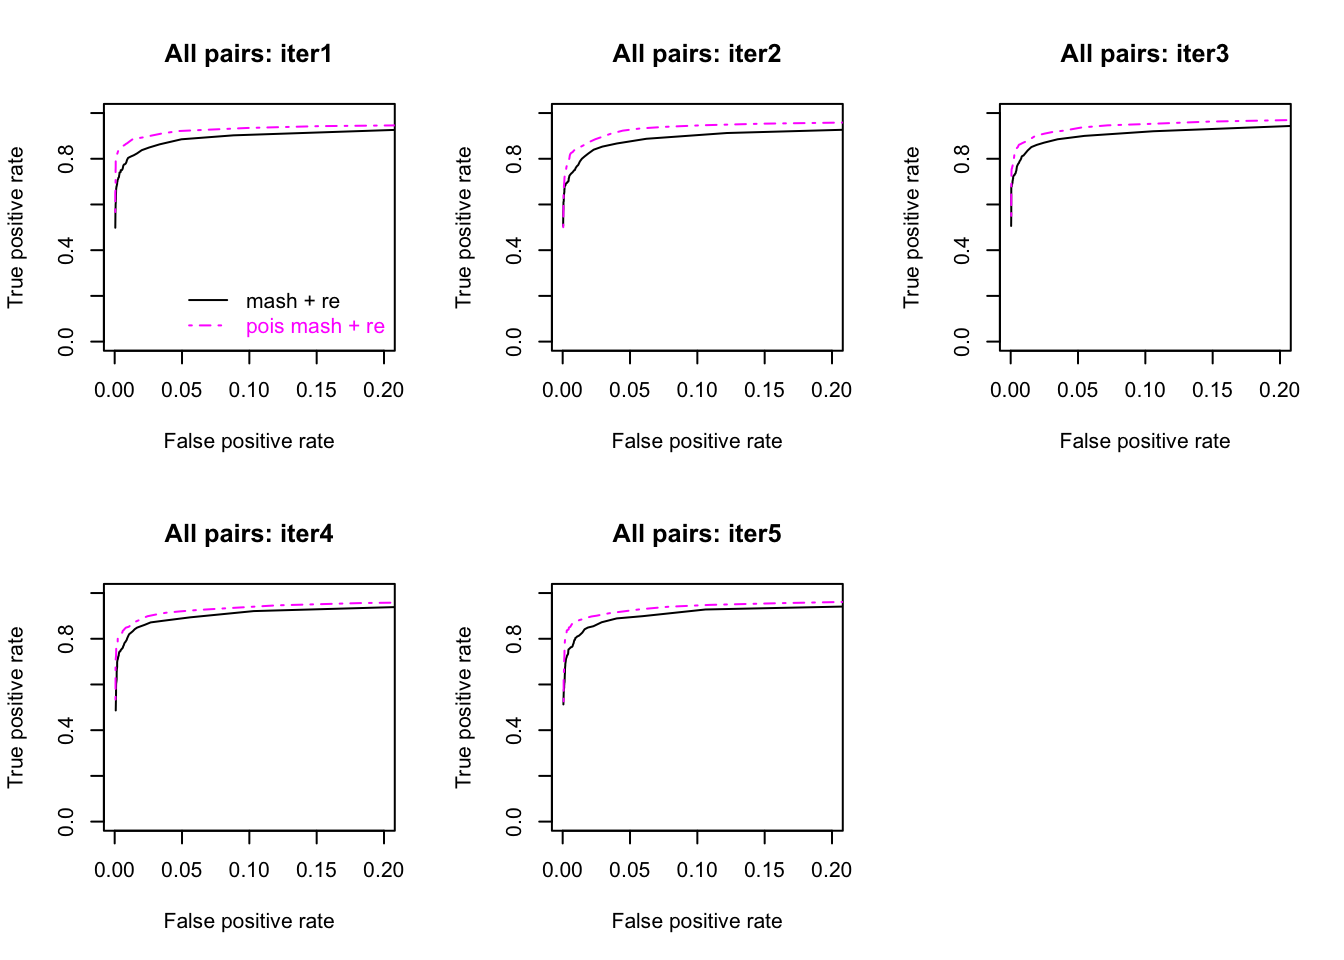 All pairs: iter1
True positive rate
0.8
0.4
0.0
mash + re
pois mash + re
0.00 0.05 0.10 0.15 0.20
False positive rate
All pairs: iter2
True positive rate
0.8
0.4
0.0
0.00 0.05 0.10 0.15 0.20
False positive rate
All pairs: iter3
True positive rate
0.8
0.4
0.0
0.00 0.05 0.10 0.15 0.20
False positive rate
All pairs: iter4
True positive rate
0.8
0.4
0.0
0.00 0.05 0.10 0.15 0.20
False positive rate
All pairs: iter5
True positive rate
0.8
0.4
0.0
0.00 0.05 0.10 0.15 0.20
False positive rate